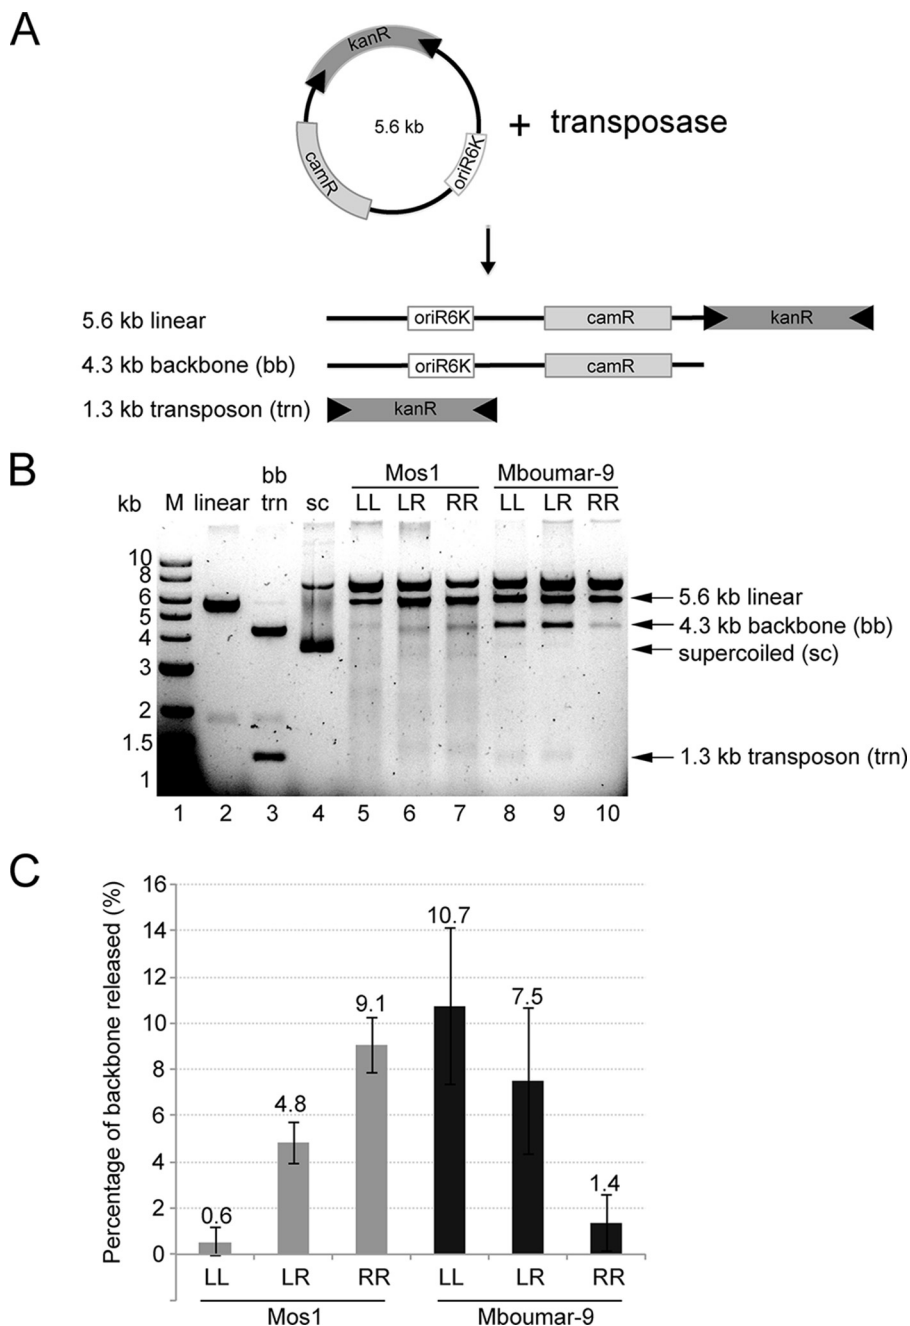 A
kanR
5.6 kb
camR
oriR6K
+ transposase
5.6 kb linear
oriR6K camR kanR
4.3 kb backbone (bb)
oriR6K camR
1.3 kb transposon (trn)
kanR
B
Mos1 Mboumar-9
bb
kb M linear trn sc LL LR RR LL LR RR
10
8
6
5
4
3
2
1.5
1
5.6 kb linear
4.3 kb backbone (bb)
supercoiled (sc)
1.3 kb transposon (trn)
1 2 3 4 5 6 7 8 9 10
C
Percentage of backbone released (%)
16
14
12
10
8
6
4
2
0
0.6
4.8
9.1
10.7
7.5
1.4
LL LR RR LL LR RR
Mos1 Mboumar-9